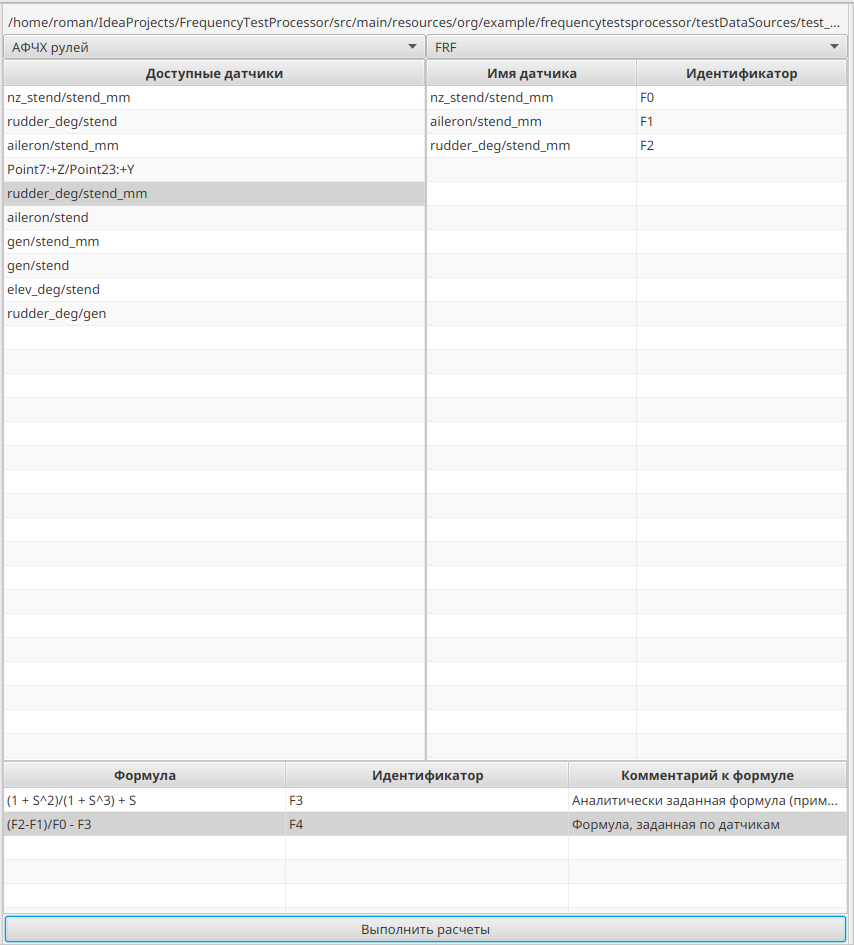 /home/roman/IdeaProjects/FrequencyTestProcessor/src/main/resources/org/example/frequencytestsprocessor/testDataSources/test_...
АФЧХ рулей FRF
Доступные датчики Имя датчика Идентификатор
nz_stend/stend_mm nz_stend/stend_mm F0
rudder_deg/stend aileron/stend_mm F1
aileron/stend_mm rudder_deg/stend_mm F2
Point7:+Z/Point23:+Y
rudder_deg/stend_mm
aileron/stend
gen/stend_mm
gen/stend
elev_deg/stend
rudder_deg/gen
Формула Идентификатор Комментарий к формуле
(1 + S^2)/(1 + S^3) + S F3 Аналитически заданная формула (прим...
(F2-F1)/F0 - F3 F4 Формула, заданная по датчикам
Выполнить расчеты